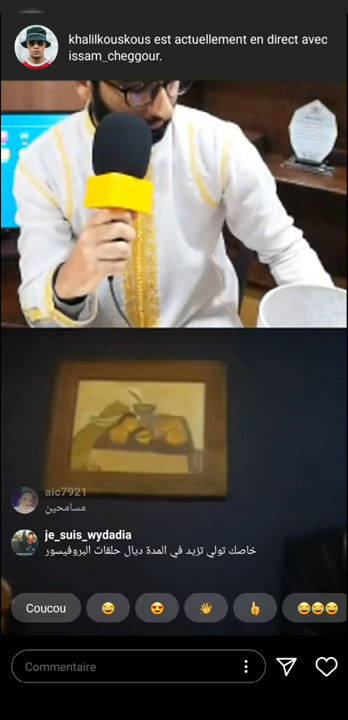 khalilkouskous est actuellement en direct avec
issam_cheggour.
aic7921
مسامحين
je_suis_wydadia
خاصك تولي تزيد في المدة ديال حلقات البروفيسور
Coucou 😂 😍 👋 👍 😂😂😂
Commentaire